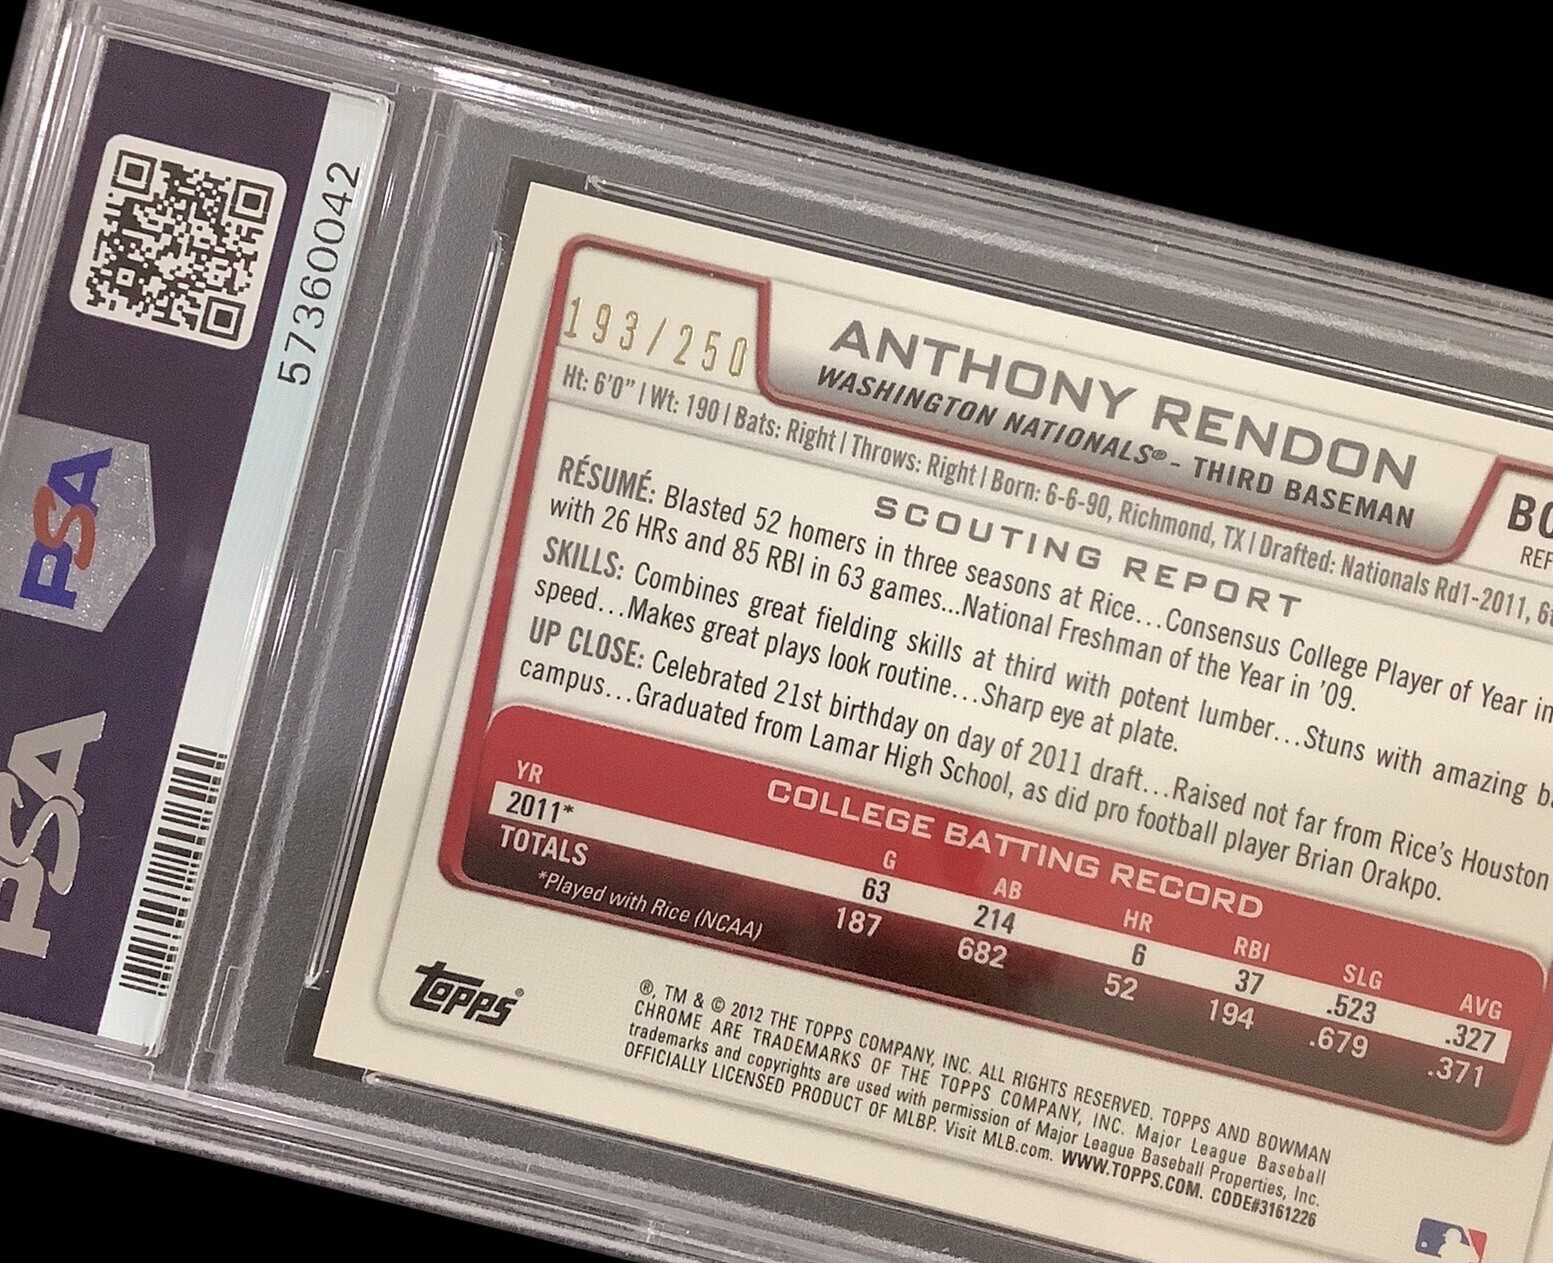 57360042
PSA
PSA
193/250
ANTHONY RENDON
WASHINGTON NATIONALS® - THIRD BASEMAN
Ht: 6'0" | Wt: 190 | Bats: Right | Throws: Right | Born: 6-6-90, Richmond, TX | Drafted: Nationals Rd1-2011,
SCOUTING REPORT
RÉSUMÉ: Blasted 52 homers in three seasons at Rice...Consensus College Player of Year in
with 26 HRs and 85 RBI in 63 games...National Freshman of the Year in '09.
SKILLS: Combines great fielding skills at third with potent lumber...Stuns with amazing
speed...Makes great plays look routine...Sharp eye at plate.
UP CLOSE: Celebrated 21st birthday on day of 2011 draft...Raised not far from Rice's Houston
campus...Graduated from Lamar High School, as did pro football player Brian Orakpo.
COLLEGE BATTING RECORD
YR G AB HR RBI SLG AVG
2011* 63 214 6 37 .523 .327
TOTALS 187 682 52 194 .679 .371
*Played with Rice (NCAA)
topps®
®, TM & © 2012 THE TOPPS COMPANY, INC. ALL RIGHTS RESERVED. TOPPS AND BOWMAN
CHROME ARE TRADEMARKS OF THE TOPPS COMPANY, INC. Major League Baseball
trademarks and copyrights are used with permission of Major League Baseball Properties, Inc.
OFFICIALLY LICENSED PRODUCT OF MLBP. Visit MLB.com. WWW.TOPPS.COM. CODE#3161226